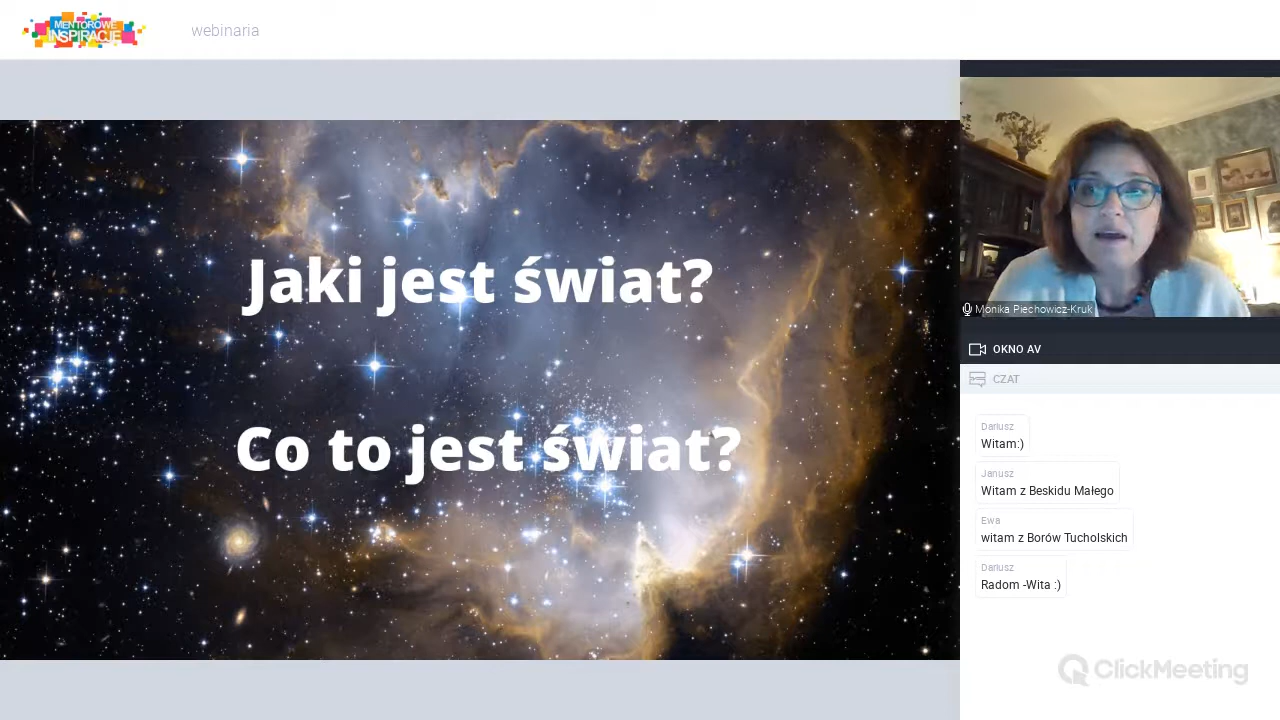 MENTOROWE
INSPIRACJE
webinaria
Jaki jest świat?
Co to jest świat?
Monika Piechowicz-Kruk
OKNO AV
CZAT
Dariusz
Witam:)
Janusz
Witam z Beskidu Małego
Ewa
witam z Borów Tucholskich
Dariusz
Radom -Wita :)
ClickMeeting